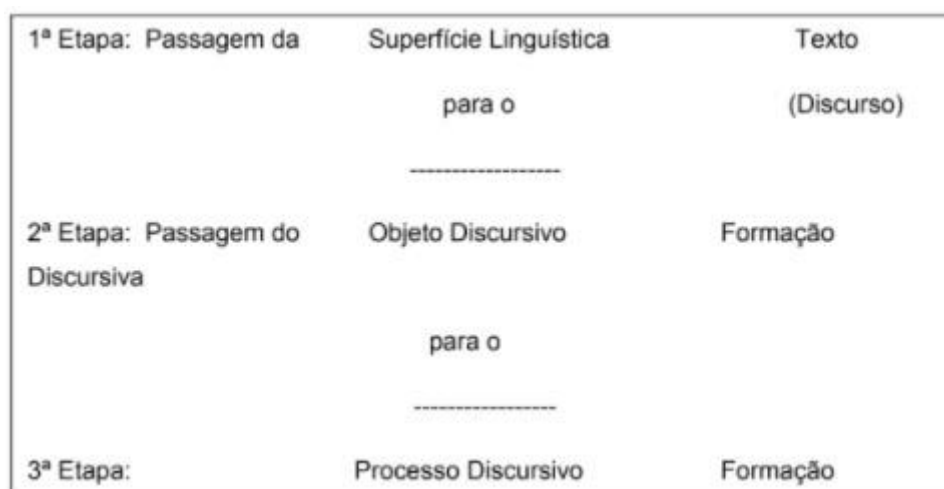 1ª Etapa: Passagem da Superfície Linguística Texto
para o (Discurso)
-------------------
2ª Etapa: Passagem do Objeto Discursivo Formação
Discursiva
para o
------------------
3ª Etapa: Processo Discursivo Formação